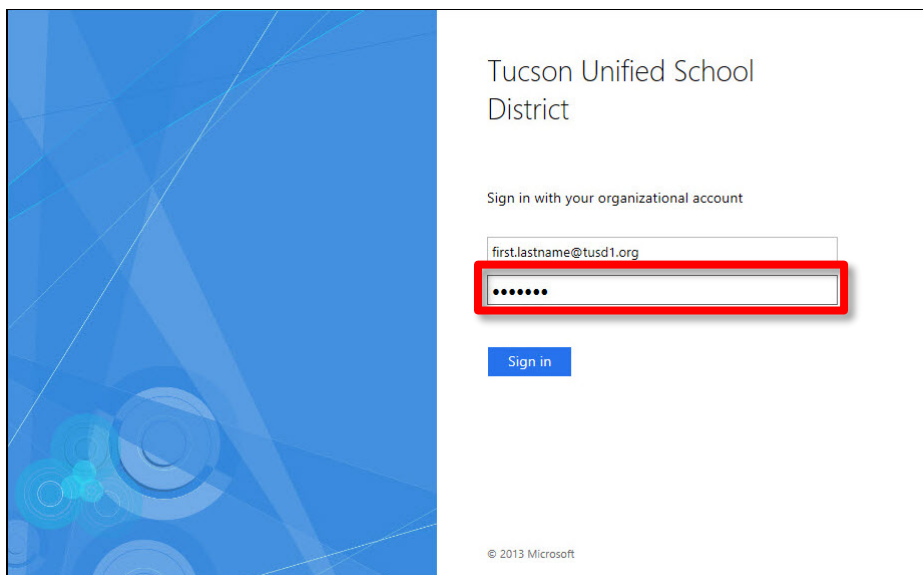 Tucson Unified School
District
Sign in with your organizational account
first.lastname@tusd1.org
•••••••
Sign in
© 2013 Microsoft